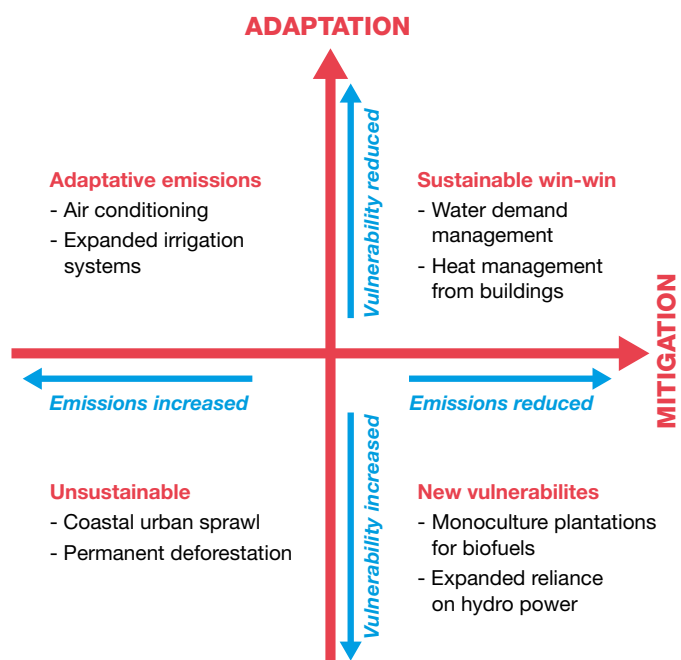 ADAPTATION
Vulnerability reduced
Adaptative emissions
- Air conditioning
- Expanded irrigation
systems
Sustainable win-win
- Water demand
management
- Heat management
from buildings
MITIGATION
Emissions increased
Emissions reduced
Vulnerability increased
Unsustainable
- Coastal urban sprawl
- Permanent deforestation
New vulnerabilites
- Monoculture plantations
for biofuels
- Expanded reliance
on hydro power